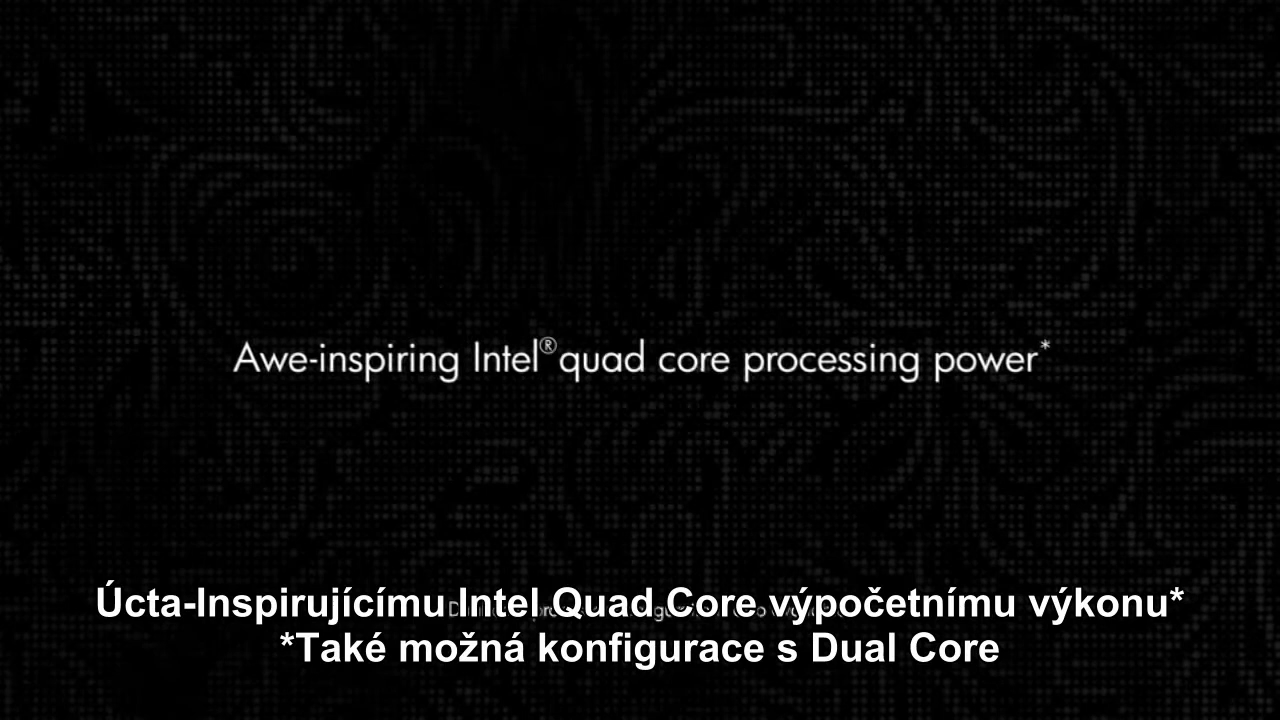 Awe-inspiring Intel® quad core processing power*
Úcta-Inspirujícímu Intel Quad Core výpočetnímu výkonu*
*Také možná konfigurace s Dual Core